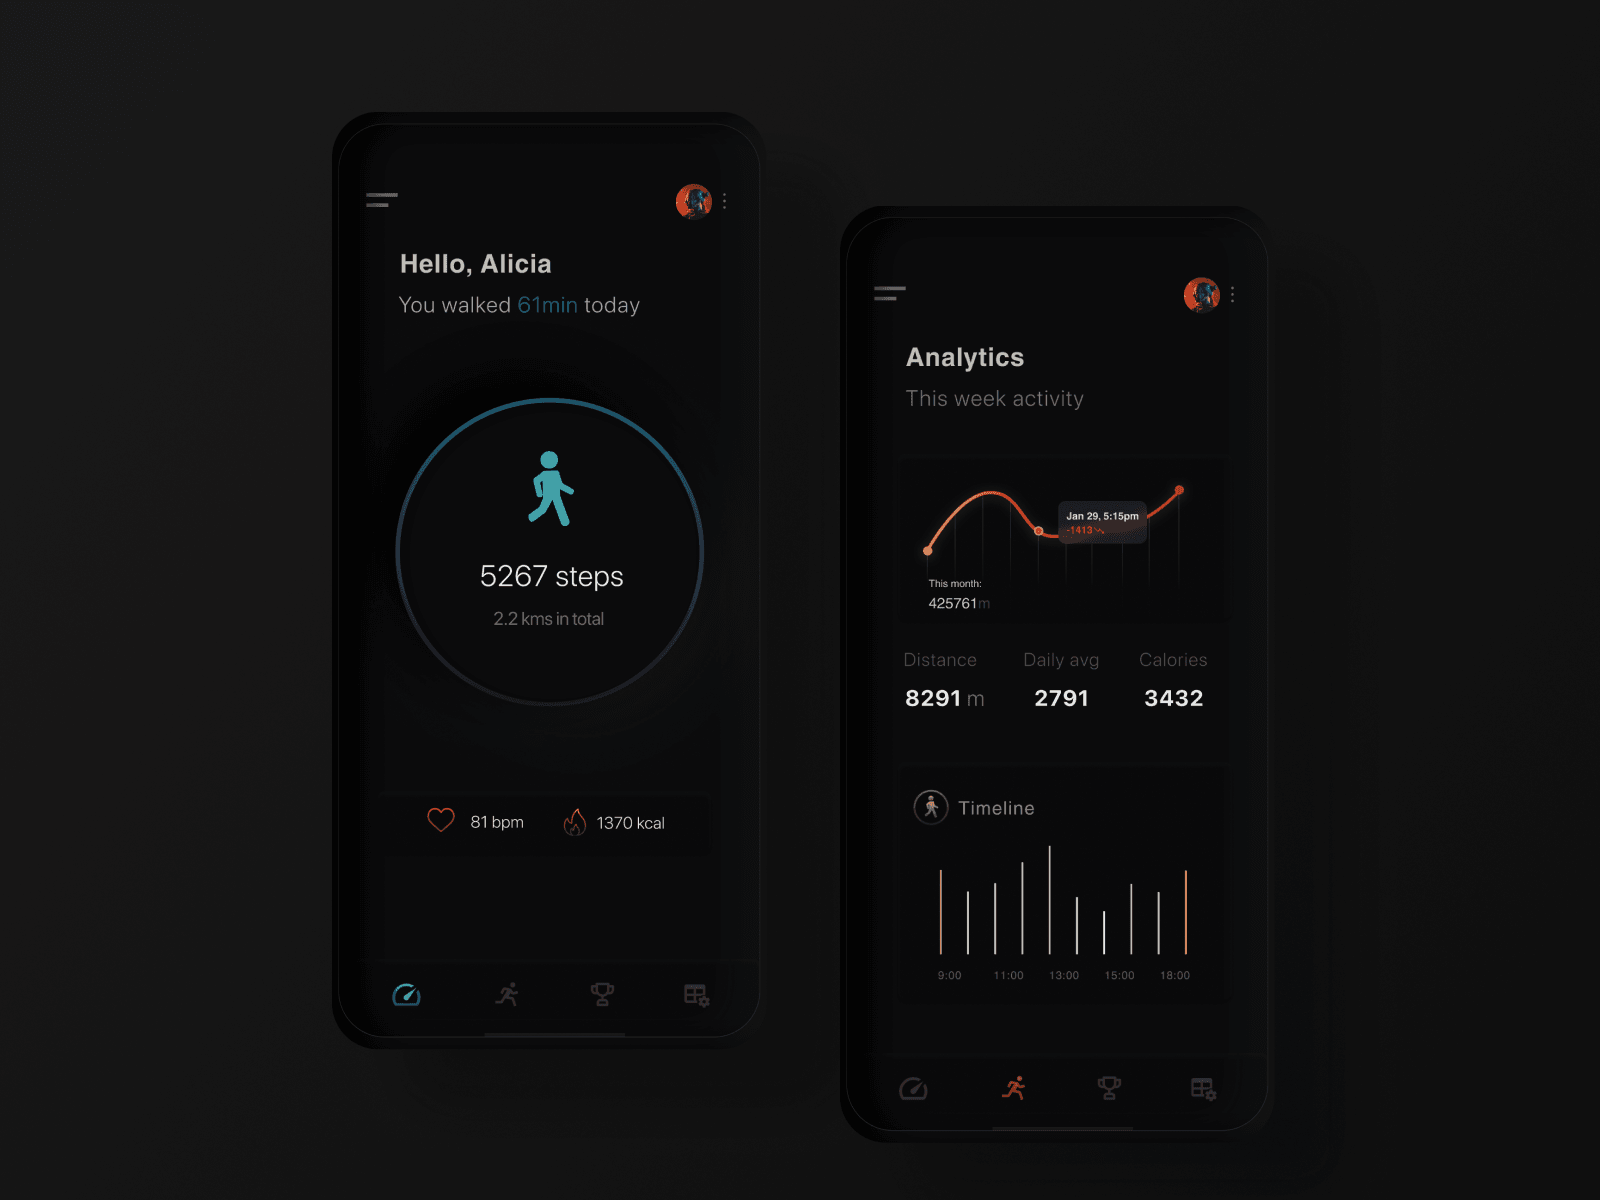 Hello, Alicia
You walked 61min today
5267 steps
2.2 kms in total
81 bpm
1370 kcal
Analytics
This week activity
Jan 29, 5:15pm
-1413
This month:
425761m
Distance
Daily avg
Calories
8291 m
2791
3432
Timeline
9:00
11:00
13:00
15:00
18:00